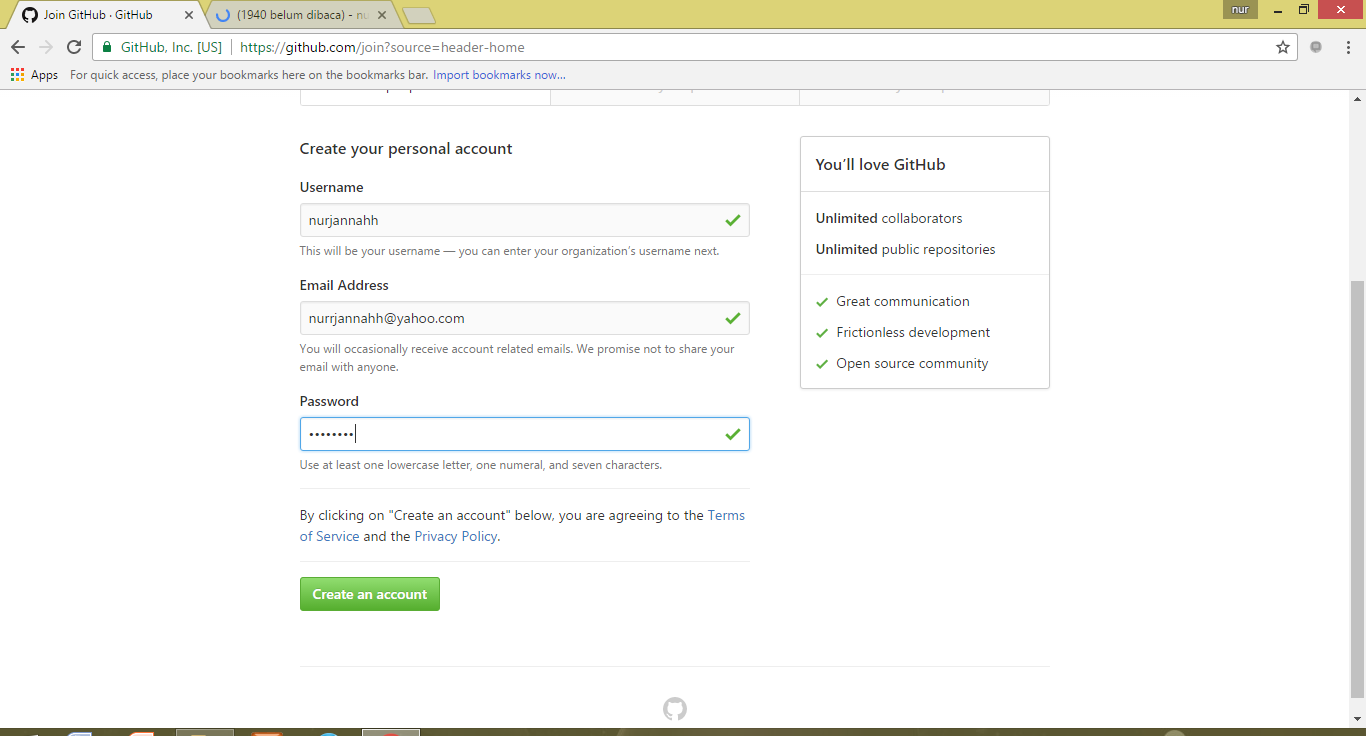 Join GitHub · GitHub
(1940 belum dibaca) - nu
nur
GitHub, Inc. [US]
https://github.com/join?source=header-home
Apps
For quick access, place your bookmarks here on the bookmarks bar. Import bookmarks now...
Create your personal account
Username
nurjannahh
This will be your username — you can enter your organization's username next.
Email Address
nurrjannahh@yahoo.com
You will occasionally receive account related emails. We promise not to share your
email with anyone.
Password
Use at least one lowercase letter, one numeral, and seven characters.
By clicking on "Create an account" below, you are agreeing to the Terms
of Service and the Privacy Policy.
Create an account
You'll love GitHub
Unlimited collaborators
Unlimited public repositories
Great communication
Frictionless development
Open source community